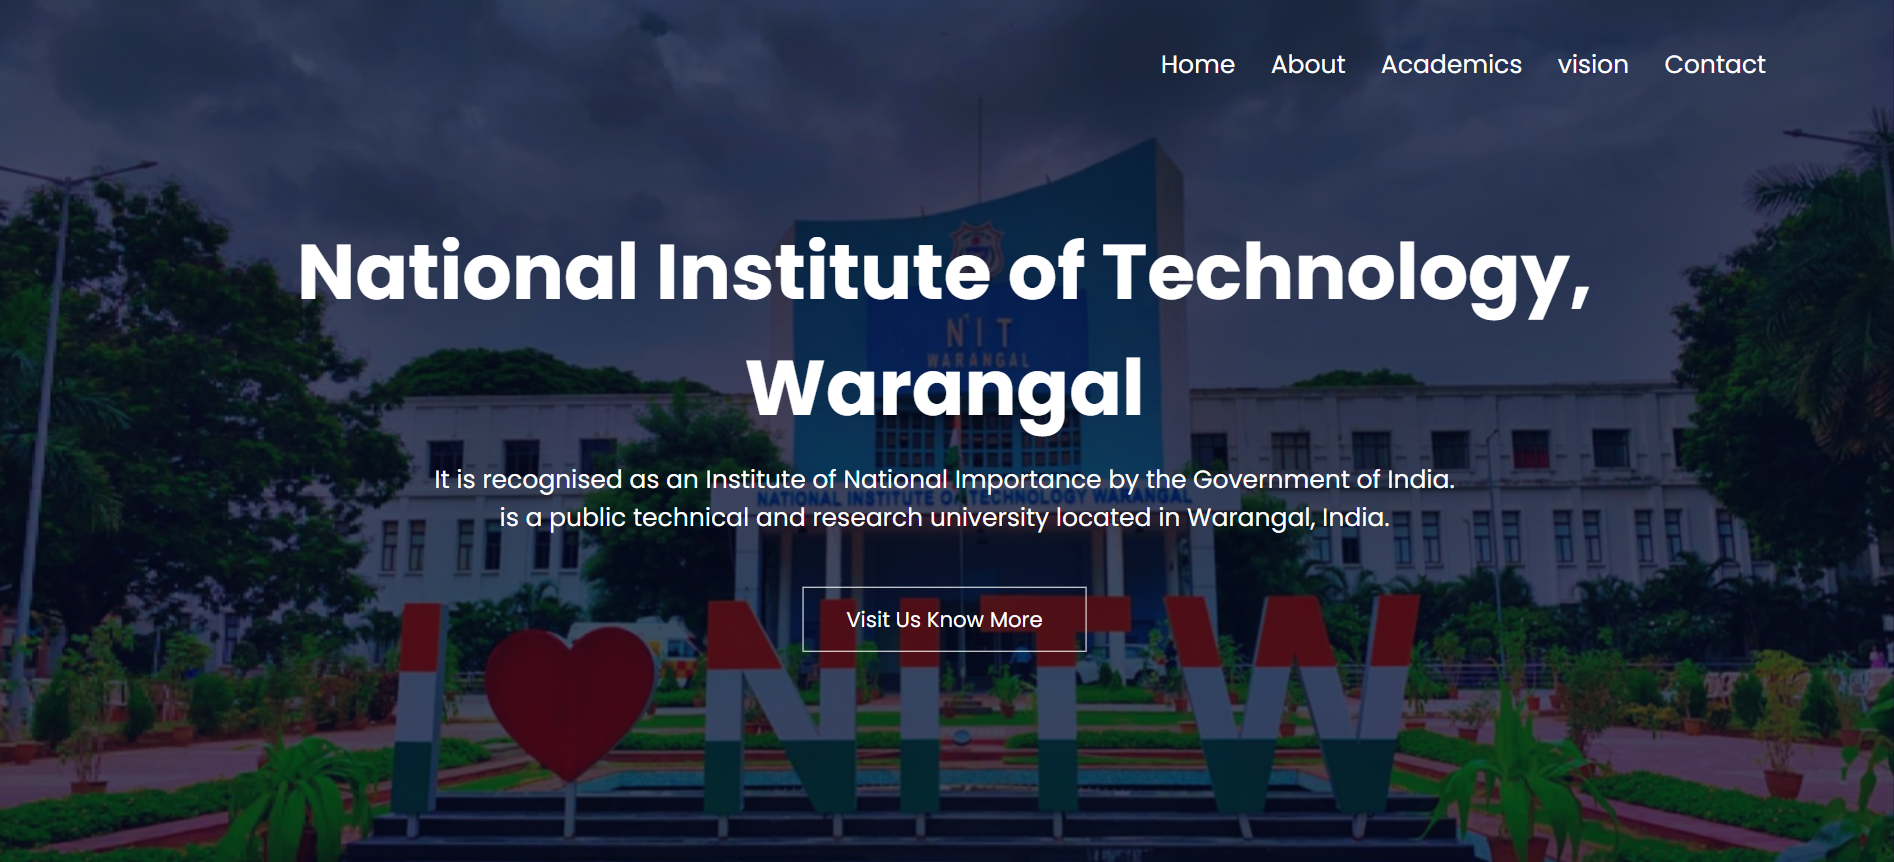 Home About Academics vision Contact
National Institute of Technology,
Warangal
NIT
WARANGAL
It is recognised as an Institute of National Importance by the Government of India.
NATIONAL INSTITUTE OF TECHNOLOGY WARANGAL
is a public technical and research university located in Warangal, India.
Visit Us Know More
I ❤ NITW